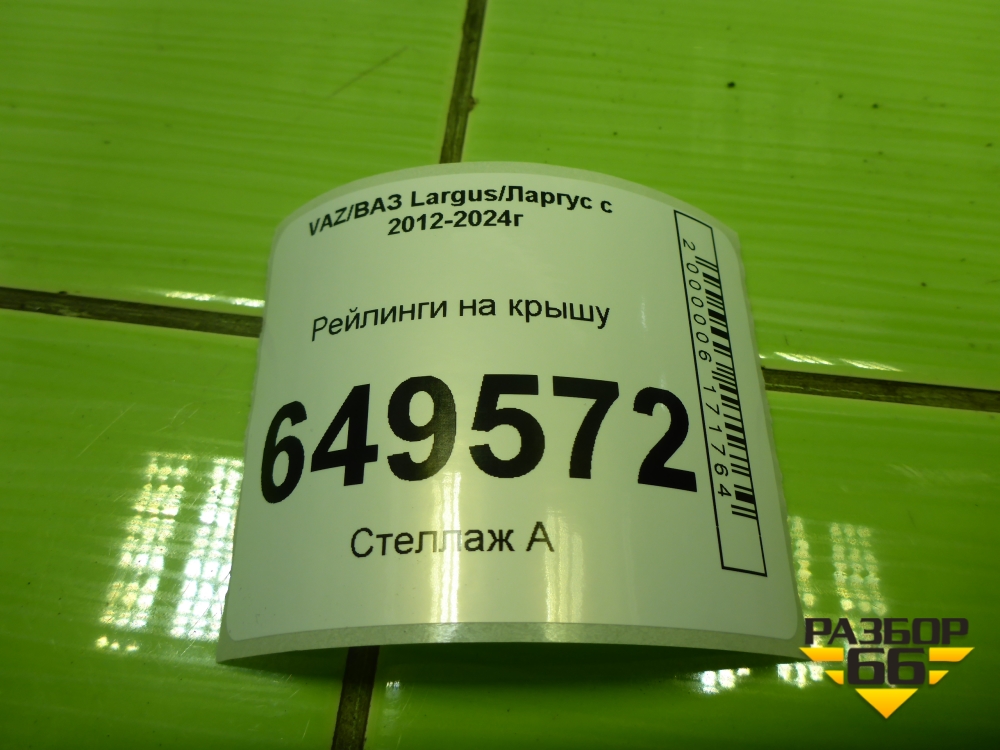 VAZ/ВАЗ Largus/Ларгус с
2012-2024г
Рейлинги на крышу
649572
Стеллаж А
2000006171764
РАЗБОР
66